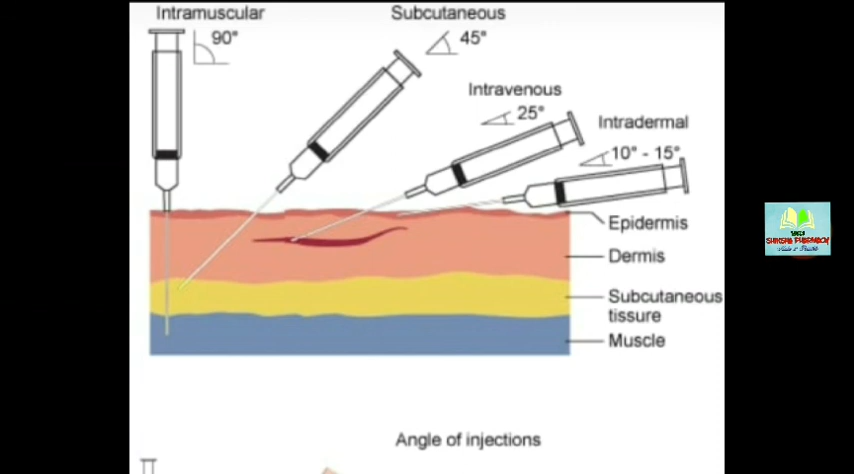 Intramuscular
90°
Subcutaneous
45°
Intravenous
25°
Intradermal
10° - 15°
Epidermis
Dermis
Subcutaneous
tissure
Muscle
Angle of injections